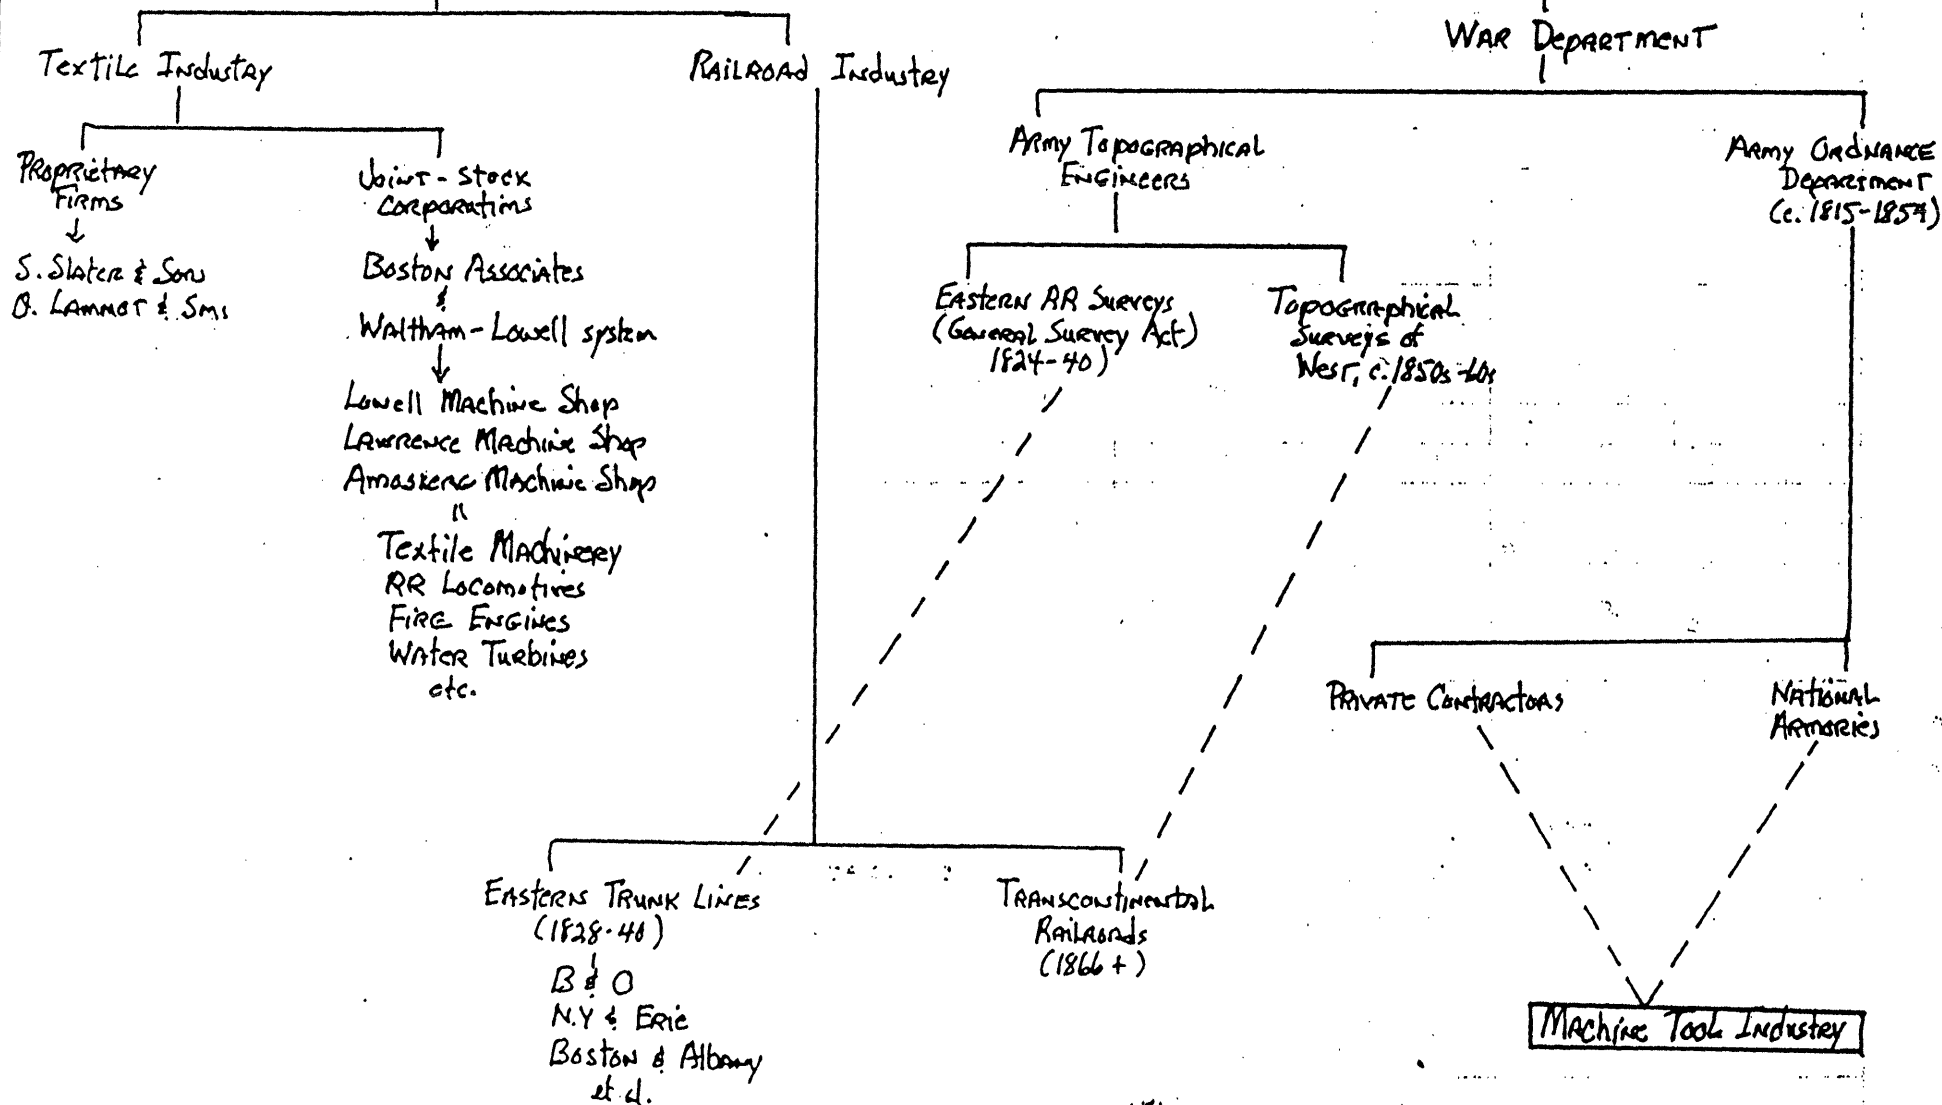 Textile Industry
Railroad Industry
War Department
Proprietary
Firms
S. Slater & Sons
O. Lammot & Sons
Joint-Stock
Corporations
Boston Associates
&
Waltham-Lowell system
Lowell Machine Shop
Lawrence Machine Shop
Amoskeag Machine Shop
"
Textile Machinery
RR Locomotives
Fire Engines
Water Turbines
etc.
Eastern Trunk Lines
(1828-40)
B & O
N.Y & Erie
Boston & Albany
et al.
Transcontinental
Railroads
(1866+)
Army Topographical
Engineers
Eastern RR Surveys
(General Survey Act)
1824-40)
Topographical
Surveys of
West, c. 1850s-60s
Army Ordnance
Department
(c. 1815-1854)
Private Contractors
National
Armories
Machine Tool Industry